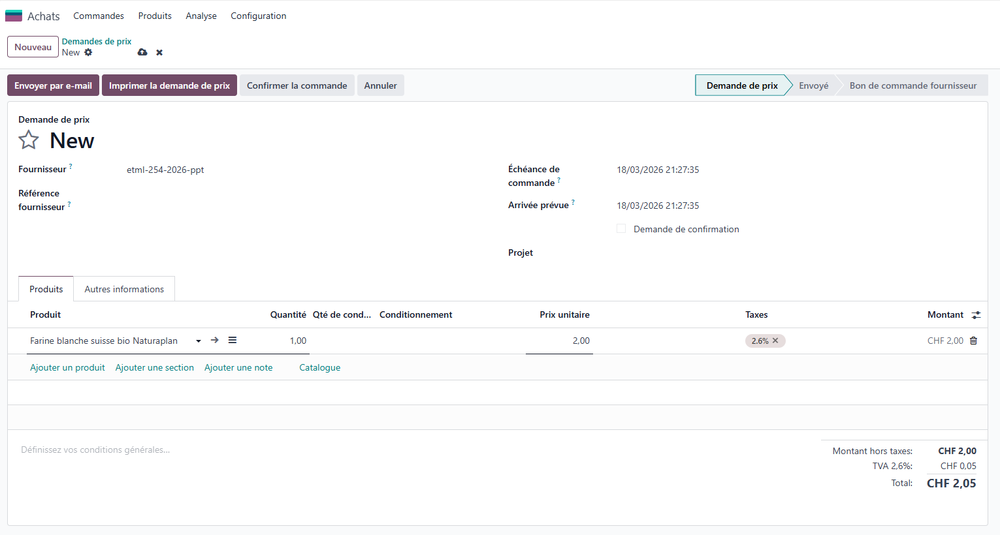 Achats Commandes Produits Analyse Configuration
Nouveau
Demandes de prix
New
Envoyer par e-mail Imprimer la demande de prix Confirmer la commande Annuler
Demande de prix Envoyé Bon de commande fournisseur
Demande de prix
New
Fournisseur ? etml-254-2026-ppt
Référence
fournisseur ?
Échéance de
commande ?
18/03/2026 21:27:35
Arrivée prévue ? 18/03/2026 21:27:35
Demande de confirmation
Projet
Produits Autres informations
Produit Quantité Qté de cond... Conditionnement Prix unitaire Taxes Montant
Farine blanche suisse bio Naturaplan 1,00 2,00 2.6% CHF 2,00
Ajouter un produit Ajouter une section Ajouter une note Catalogue
Définissez vos conditions générales...
Montant hors taxes: CHF 2,00
TVA 2,6%: CHF 0,05
Total: CHF 2,05